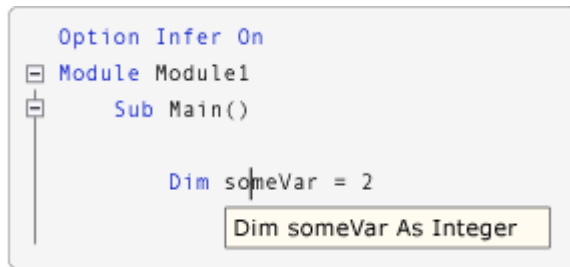 Option Infer On
Module Module1
Sub Main()
Dim someVar = 2
Dim someVar As Integer